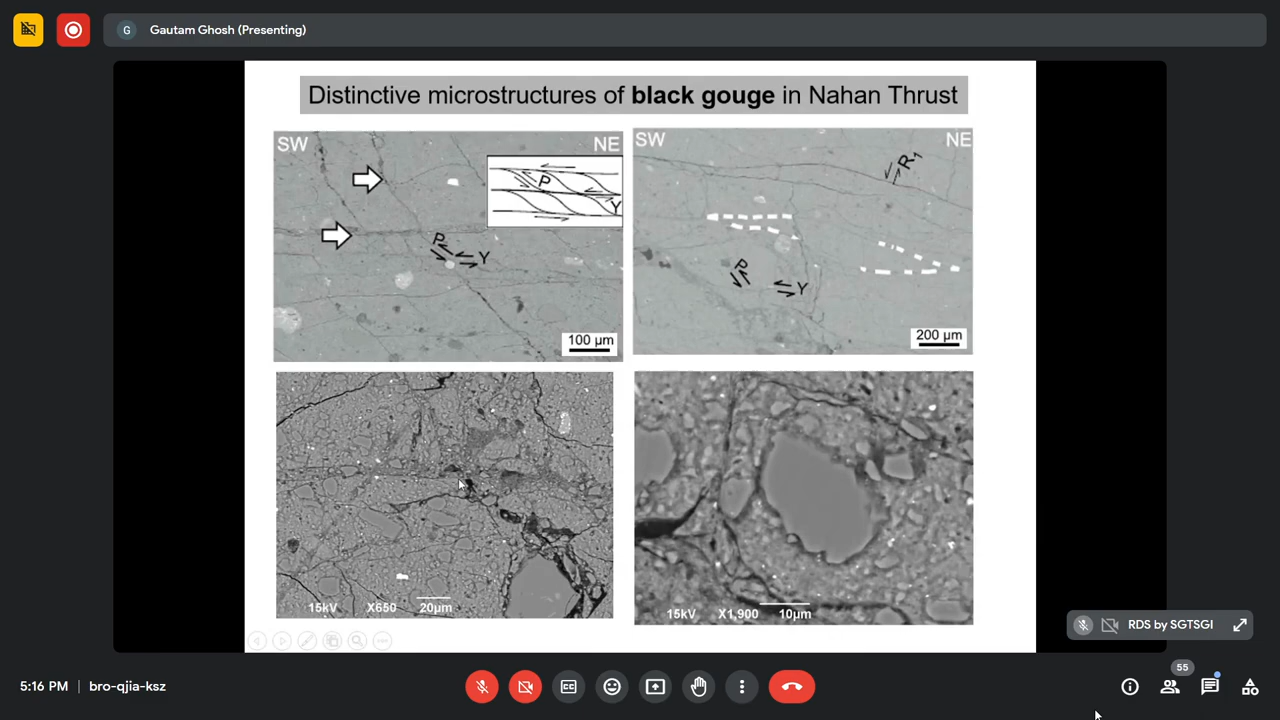 G Gautam Ghosh (Presenting)
Distinctive microstructures of black gouge in Nahan Thrust
SW NE
P
Y
P Y
100 µm
SW NE
R1
P Y
200 µm
15kV X650 20µm
15kV X1,900 10µm
RDS by SGTSGI
5:16 PM bro-qjia-ksz
55